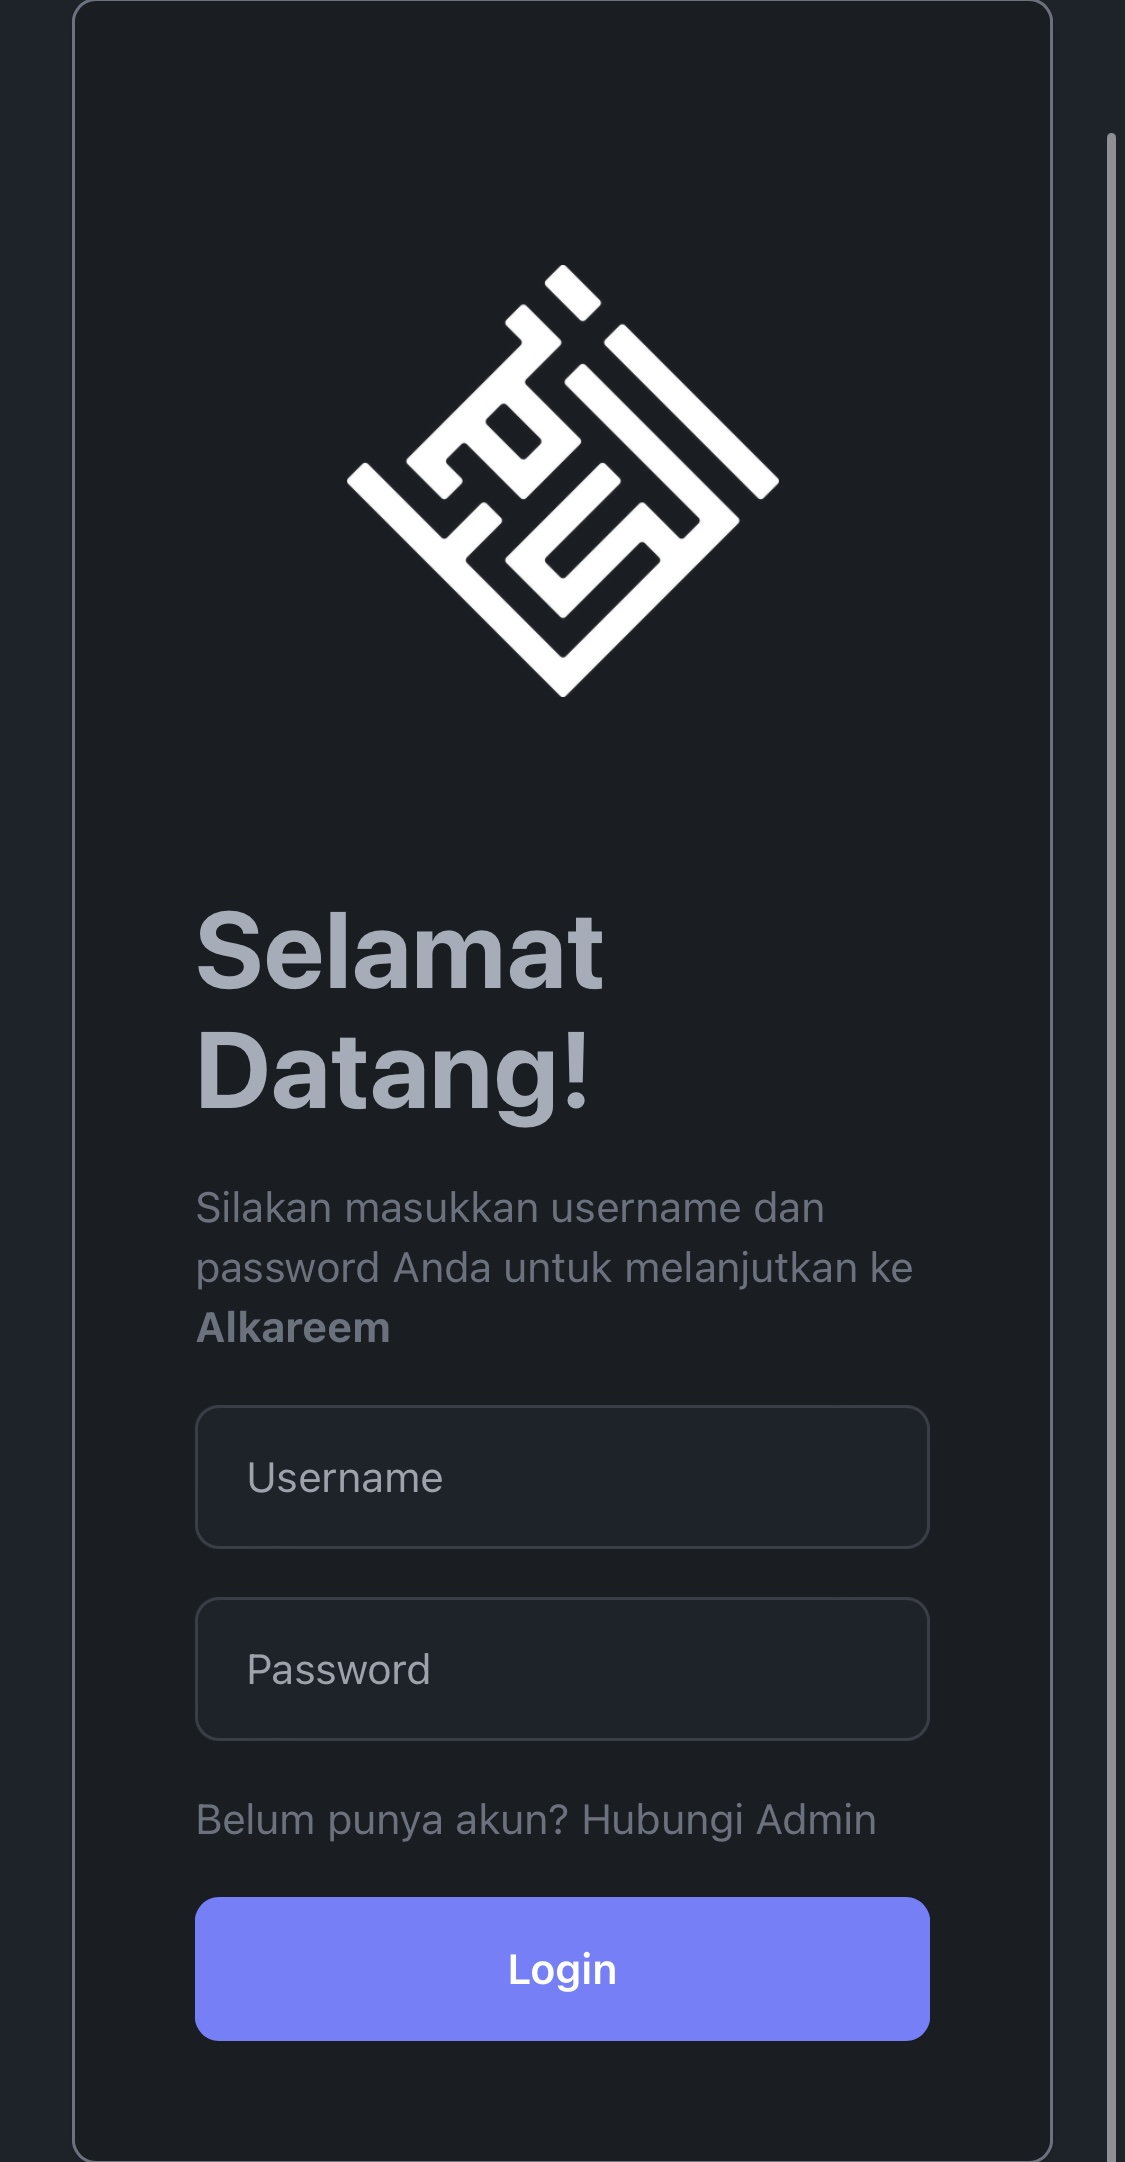 Selamat
Datang!
Silakan masukkan username dan
password Anda untuk melanjutkan ke
Alkareem
Username
Password
Belum punya akun? Hubungi Admin
Login